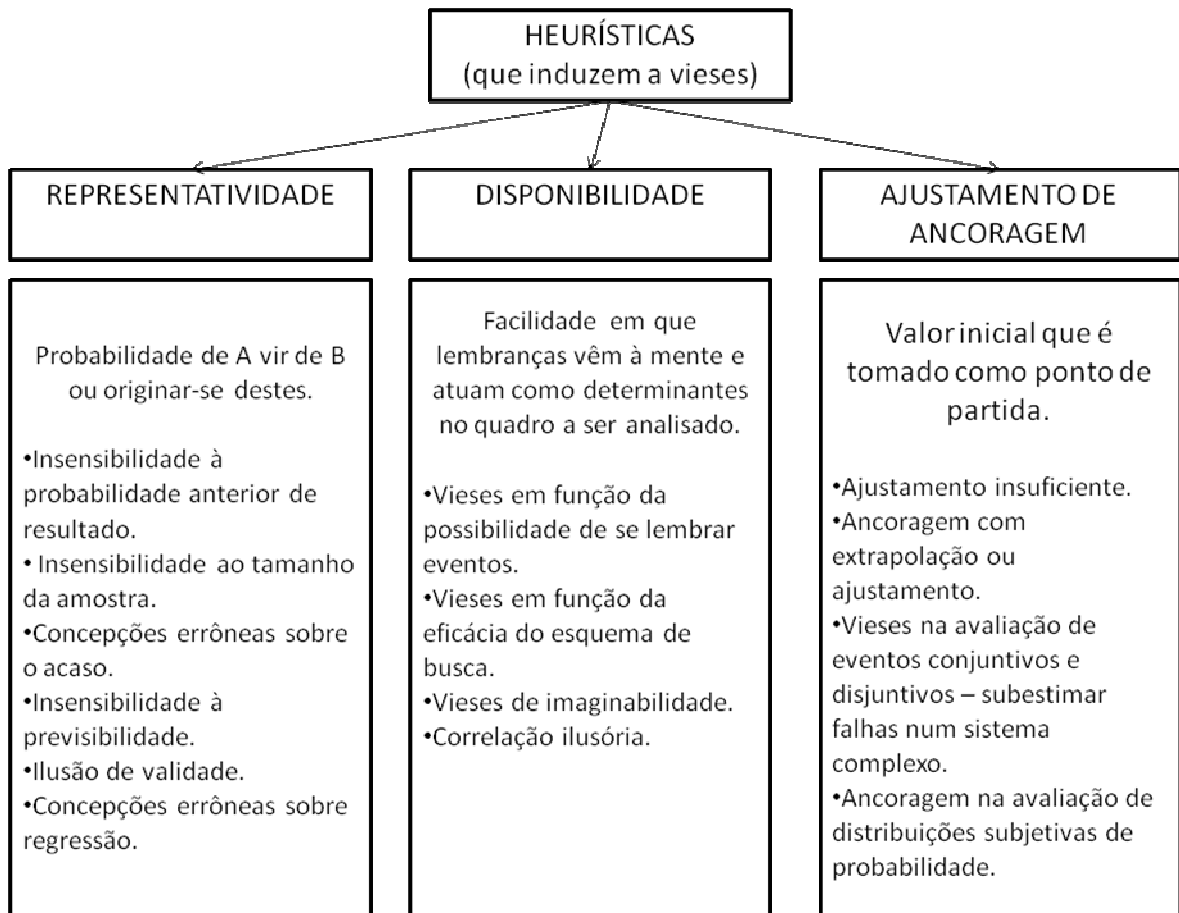 HEURÍSTICAS
(que induzem a vieses)
REPRESENTATIVIDADE
Probabilidade de A vir de B
ou originar-se destes.
•Insensibilidade à
probabilidade anterior de
resultado.
• Insensibilidade ao tamanho
da amostra.
•Concepções errôneas sobre
o acaso.
•Insensibilidade à
previsibilidade.
•Ilusão de validade.
•Concepções errôneas sobre
regressão.
DISPONIBILIDADE
Facilidade em que
lembranças vêm à mente e
atuam como determinantes
no quadro a ser analisado.
•Vieses em função da
possibilidade de se lembrar
eventos.
•Vieses em função da
eficácia do esquema de
busca.
•Vieses de imaginabilidade.
•Correlação ilusória.
AJUSTAMENTO DE
ANCORAGEM
Valor inicial que é
tomado como ponto de
partida.
•Ajustamento insuficiente.
•Ancoragem com
extrapolação ou
ajustamento.
•Vieses na avaliação de
eventos conjuntivos e
disjuntivos – subestimar
falhas num sistema
complexo.
•Ancoragem na avaliação de
distribuições subjetivas de
probabilidade.